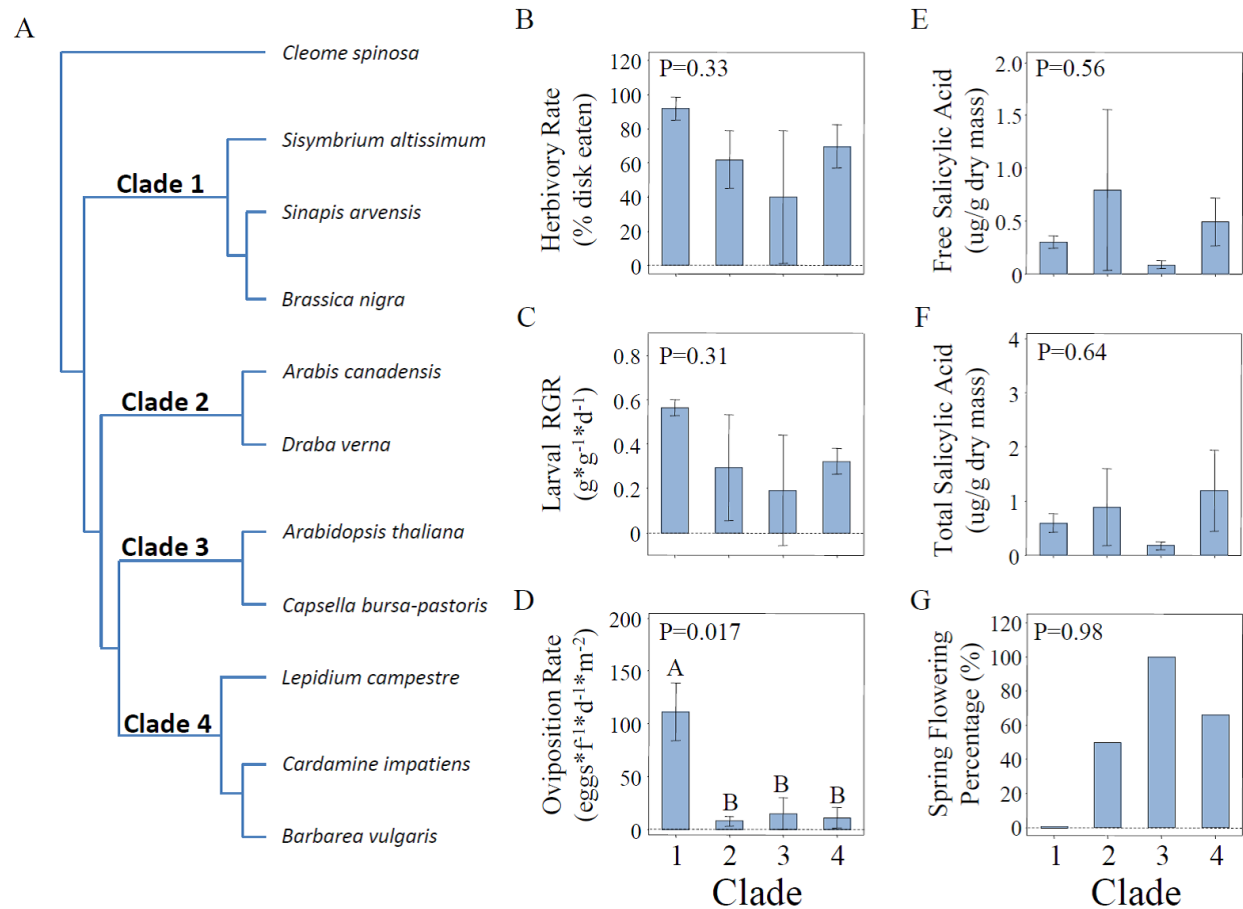 A
Cleome spinosa
Sisymbrium altissimum
Clade 1
Sinapis arvensis
Brassica nigra
Arabis canadensis
Clade 2
Draba verna
Arabidopsis thaliana
Clade 3
Capsella bursa-pastoris
Lepidium campestre
Clade 4
Cardamine impatiens
Barbarea vulgaris
B
Herbivory Rate
(% disk eaten)
120
100
80
60
40
20
0
P=0.33
C
Larval RGR
(g*g⁻¹*d⁻¹)
0.8
0.6
0.4
0.2
0
P=0.31
D
Oviposition Rate
(eggs*f⁻¹*d⁻¹*m⁻²)
200
150
100
50
0
P=0.017
A
B
B
B
1 2 3 4
Clade
E
Free Salicylic Acid
(ug/g dry mass)
2.0
1.5
1.0
0.5
0
P=0.56
F
Total Salicylic Acid
(ug/g dry mass)
4
3
2
1
0
P=0.64
G
Spring Flowering
Percentage (%)
120
100
80
60
40
20
0
P=0.98
1 2 3 4
Clade